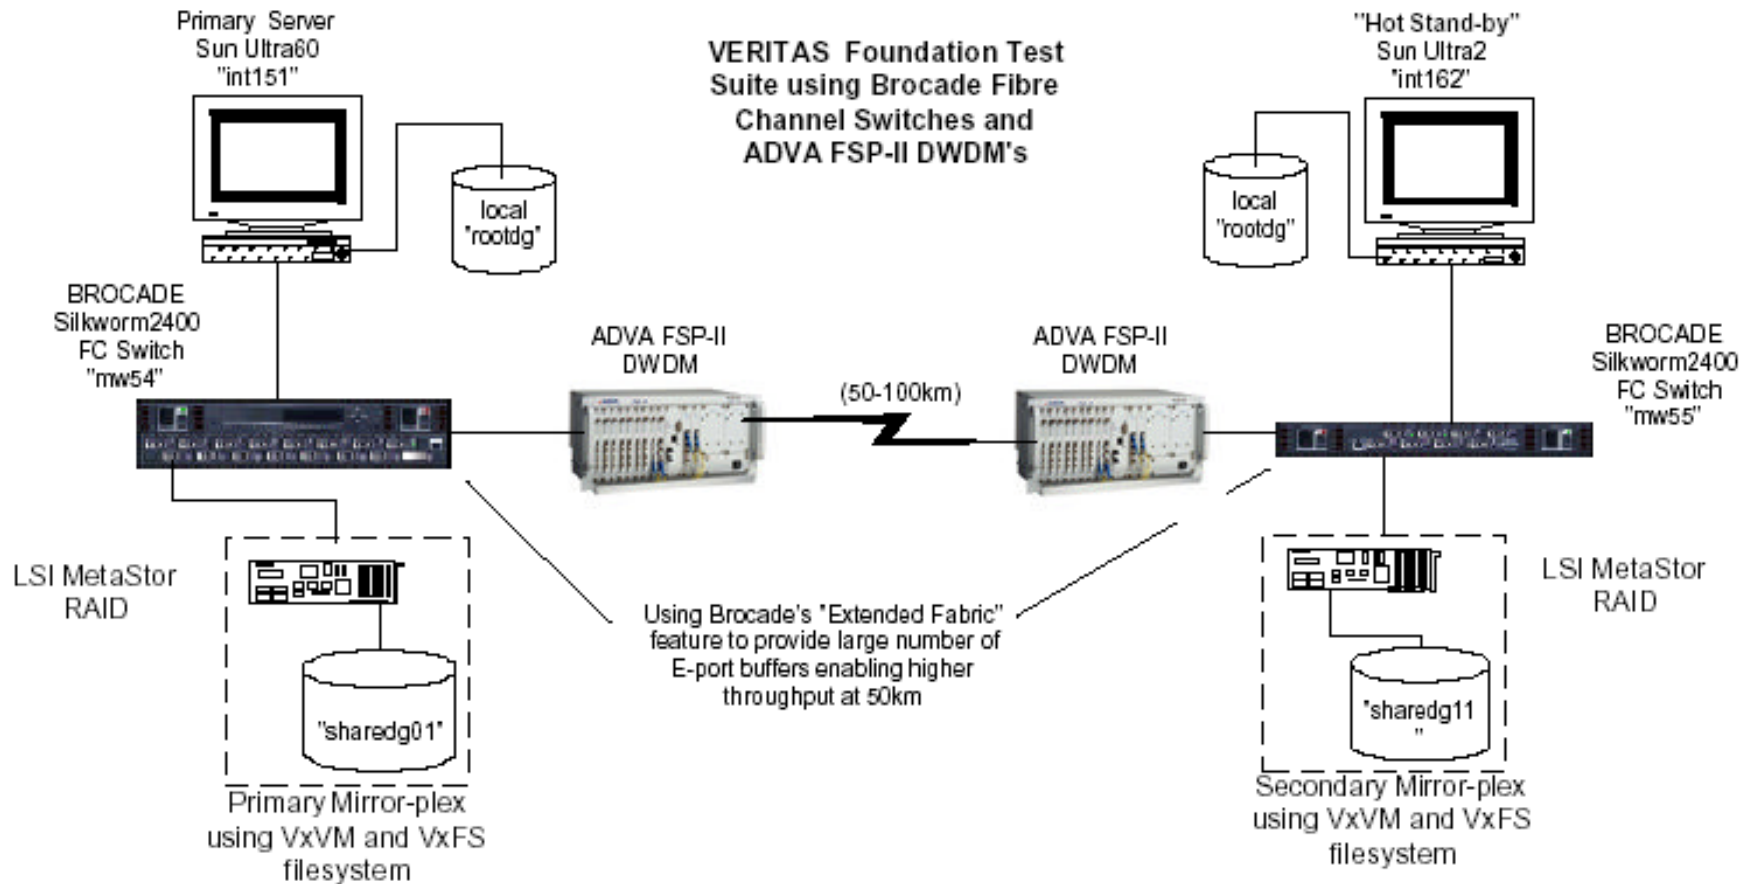 Primary Server
Sun Ultra60
"int151"
VERITAS Foundation Test
Suite using Brocade Fibre
Channel Switches and
ADVA FSP-II DWDM's
"Hot Stand-by"
Sun Ultra2
"int162"
local
"rootdg"
local
"rootdg"
BROCADE
Silkworm2400
FC Switch
"mw54"
ADVA FSP-II
DWDM
(50-100km)
ADVA FSP-II
DWDM
BROCADE
Silkworm2400
FC Switch
"mw55"
LSI MetaStor
RAID
Using Brocade's "Extended Fabric"
feature to provide large number of
E-port buffers enabling higher
throughput at 50km
LSI MetaStor
RAID
"sharedg01"
"sharedg11
"
Primary Mirror-plex
using VxVM and VxFS
filesystem
Secondary Mirror-plex
using VxVM and VxFS
filesystem